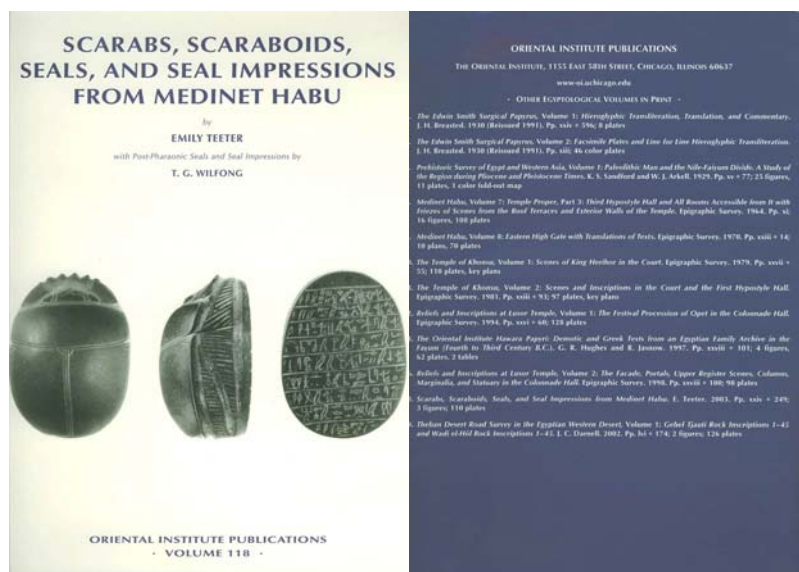 SCARABS, SCARABOIDS,
SEALS, AND SEAL IMPRESSIONS
FROM MEDINET HABU
by
EMILY TEETER
with Post-Pharaonic Seals and Seal Impressions by
T. G. WILFONG
ORIENTAL INSTITUTE PUBLICATIONS
· VOLUME 118 ·
ORIENTAL INSTITUTE PUBLICATIONS
THE ORIENTAL INSTITUTE, 1155 EAST 58TH STREET, CHICAGO, ILLINOIS 60637
www-oi.uchicago.edu
· OTHER EGYPTOLOGICAL VOLUMES IN PRINT ·
The Edwin Smith Surgical Papyrus, Volume 1: Hieroglyphic Transliteration, Translation, and Commentary.
J. H. Breasted. 1930 (Reissued 1991). Pp. xxiv + 596; 8 plates
The Edwin Smith Surgical Papyrus, Volume 2: Facsimile Plates and Line for Line Hieroglyphic Transliteration.
J. H. Breasted. 1930 (Reissued 1991). Pp. xiii; 46 color plates
Prehistoric Survey of Egypt and Western Asia, Volume 1: Paleolithic Man and the Nile-Faiyum Divide. A Study of
the Region during Pliocene and Pleistocene Times. K. S. Sandford and W. J. Arkell. 1929. Pp. xv + 77; 25 figures,
11 plates, 1 color fold-out map
Medinet Habu, Volume 7: Temple Proper, Part 3: Third Hypostyle Hall and All Rooms Accessible from It with
Friezes of Scenes from the Roof Terraces and Exterior Walls of the Temple. Epigraphic Survey. 1964. Pp. xl;
16 figures, 108 plates
Medinet Habu, Volume 8: Eastern High Gate with Translations of Texts. Epigraphic Survey. 1970. Pp. xxiii + 14;
10 plans, 70 plates
The Temple of Khonsu, Volume 1: Scenes of King Herihor in the Court. Epigraphic Survey. 1979. Pp. xxvii +
55; 110 plates, key plans
The Temple of Khonsu, Volume 2: Scenes and Inscriptions in the Court and the First Hypostyle Hall.
Epigraphic Survey. 1981. Pp. xxiii + 93; 97 plates, key plans
Reliefs and Inscriptions at Luxor Temple, Volume 1: The Festival Procession of Opet in the Colonnade Hall.
Epigraphic Survey. 1994. Pp. xxvi + 60; 128 plates
The Oriental Institute Hawara Papyri: Demotic and Greek Texts from an Egyptian Family Archive in the
Fayum (Fourth to Third Century B.C.). G. R. Hughes and R. Jasnow. 1997. Pp. xxviii + 101; 4 figures,
62 plates, 2 tables
Reliefs and Inscriptions at Luxor Temple, Volume 2: The Facade, Portals, Upper Register Scenes, Columns,
Marginalia, and Statuary in the Colonnade Hall. Epigraphic Survey. 1998. Pp. xxviii + 100; 98 plates
Scarabs, Scaraboids, Seals, and Seal Impressions from Medinet Habu. E. Teeter. 2003. Pp. xxiv + 249;
3 figures; 110 plates
Theban Desert Road Survey in the Egyptian Western Desert, Volume 1: Gebel Tjauti Rock Inscriptions 1–45
and Wadi el-Hôl Rock Inscriptions 1–45. J. C. Darnell. 2002. Pp. lvi + 174; 2 figures; 126 plates